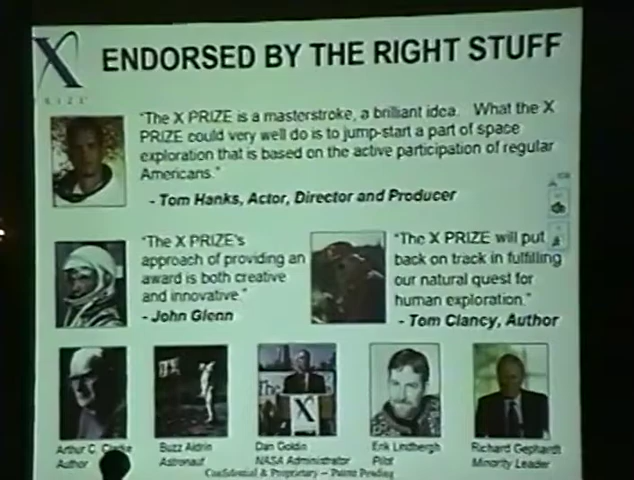 X
PRIZE
ENDORSED BY THE RIGHT STUFF
"The X PRIZE is a masterstroke, a brilliant idea. What the X
PRIZE could very well do is to jump-start a part of space
exploration that is based on the active participation of regular
Americans."
- Tom Hanks, Actor, Director and Producer
"The X PRIZE's
approach of providing an
award is both creative
and innovative."
- John Glenn
"The X PRIZE will put
back on track in fulfilling
our natural quest for
human exploration."
- Tom Clancy, Author
The
X
Arthur C. Clarke
Author
Buzz Aldrin
Astronaut
Dan Goldin
NASA Administrator
Erik Lindbergh
Pilot
Richard Gephardt
Minority Leader
Confidential & Proprietary -- Patent Pending